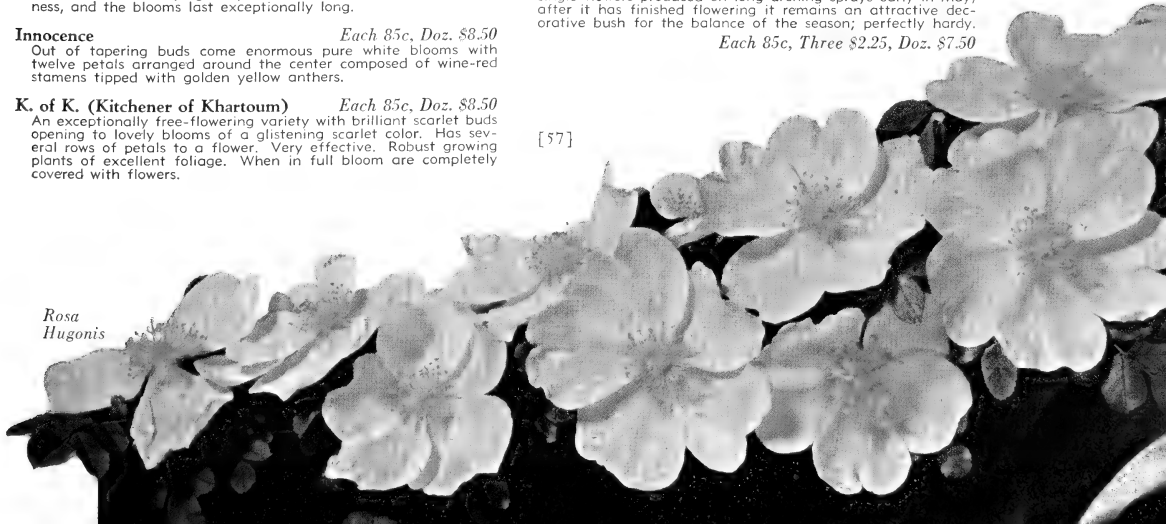 ness, and the blooms last exceptionally long.
Innocence Each 85c, Doz. $8.50
Out of tapering buds come enormous pure white blooms with
twelve petals arranged around the center composed of wine-red
stamens tipped with golden yellow anthers.
K. of K. (Kitchener of Khartoum) Each 85c, Doz. $8.50
An exceptionally free-flowering variety with brilliant scarlet buds
opening to lovely blooms of a glistening scarlet color. Has sev-
eral rows of petals to a flower. Very effective. Robust growing
plants of excellent foliage. When in full bloom are completely
covered with flowers.
after it has finished flowering it remains an attractive dec-
orative bush for the balance of the season; perfectly hardy.
Each 85c, Three $2.25, Doz. $7.50
[57]
Rosa
Hugonis